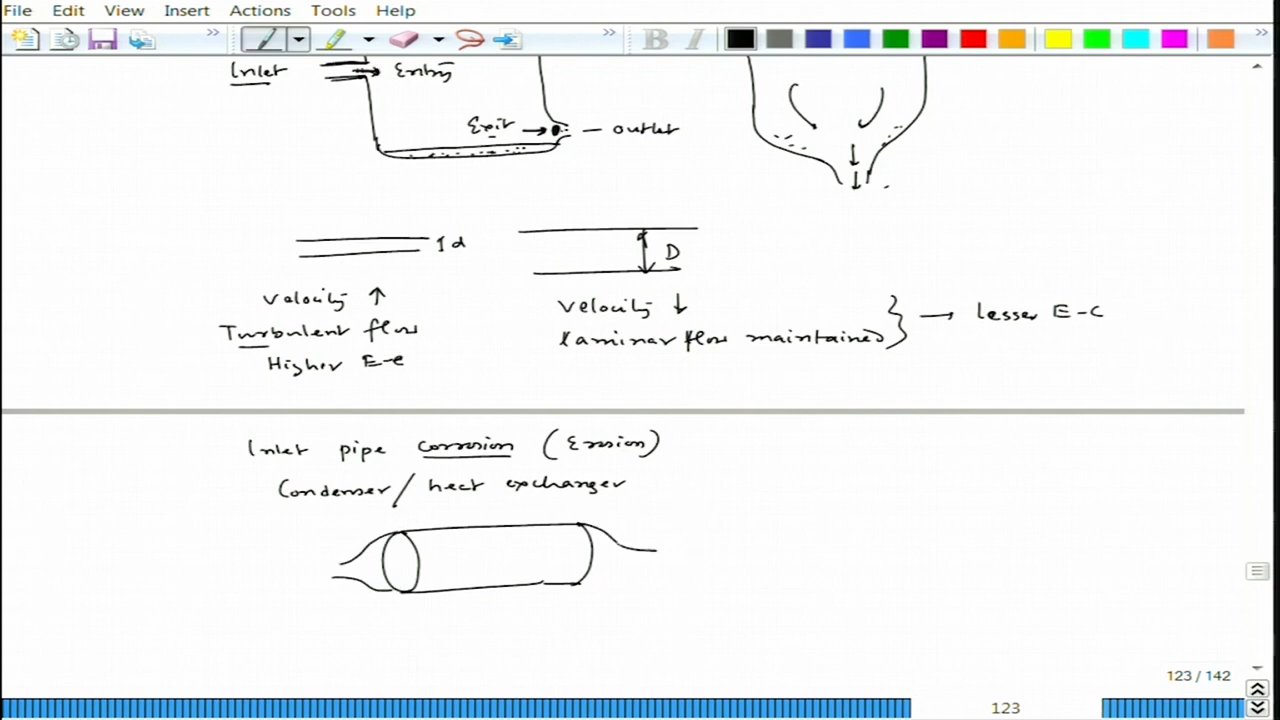 File Edit View Insert Actions Tools Help
B I
Inlet
Entry
Exit
— outlet
d
D
Velocity ↑
Turbulent flow
Higher E-c
Velocity ↓
laminar flow maintained } → lesser E-C
Inlet pipe corrosion (Erosion)
Condenser / heat exchanger
123 / 142
123